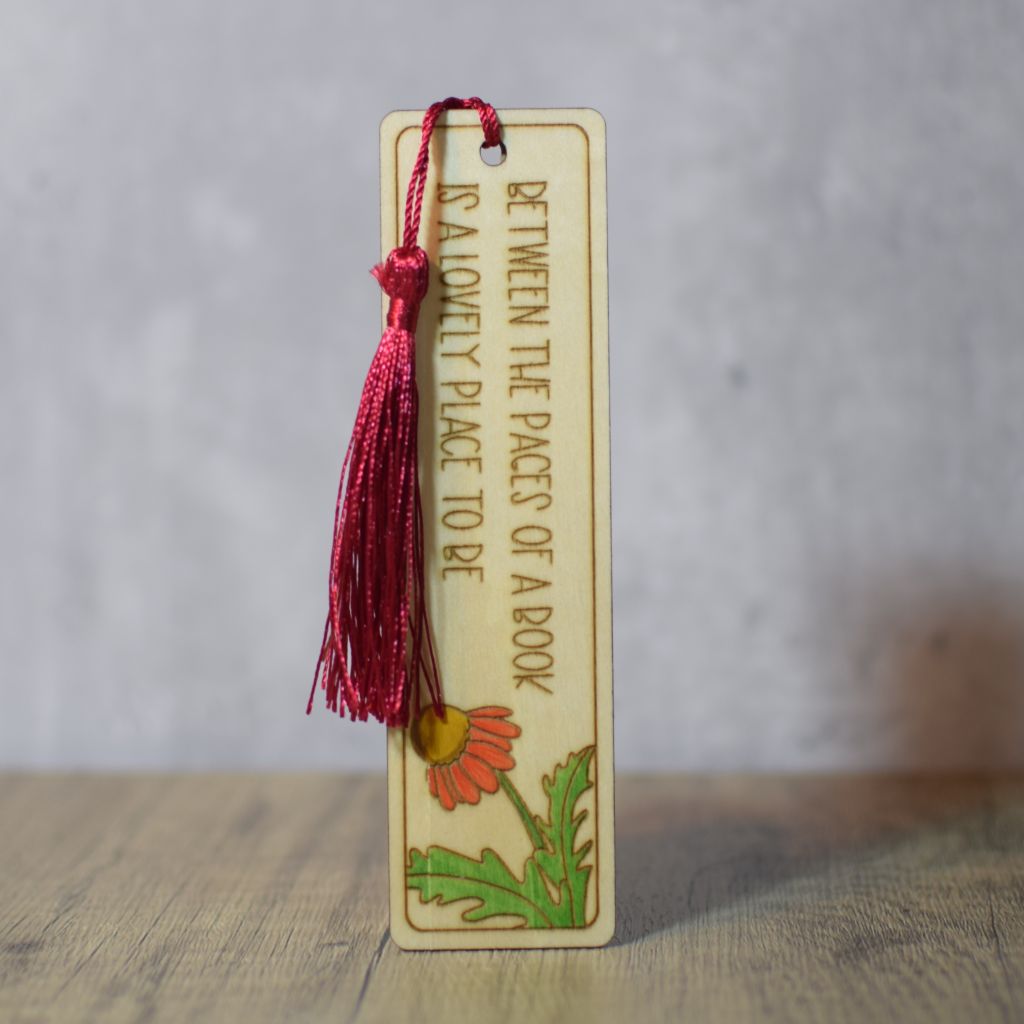 BETWEEN THE PAGES OF A BOOK
IS A LOVELY PLACE TO BE